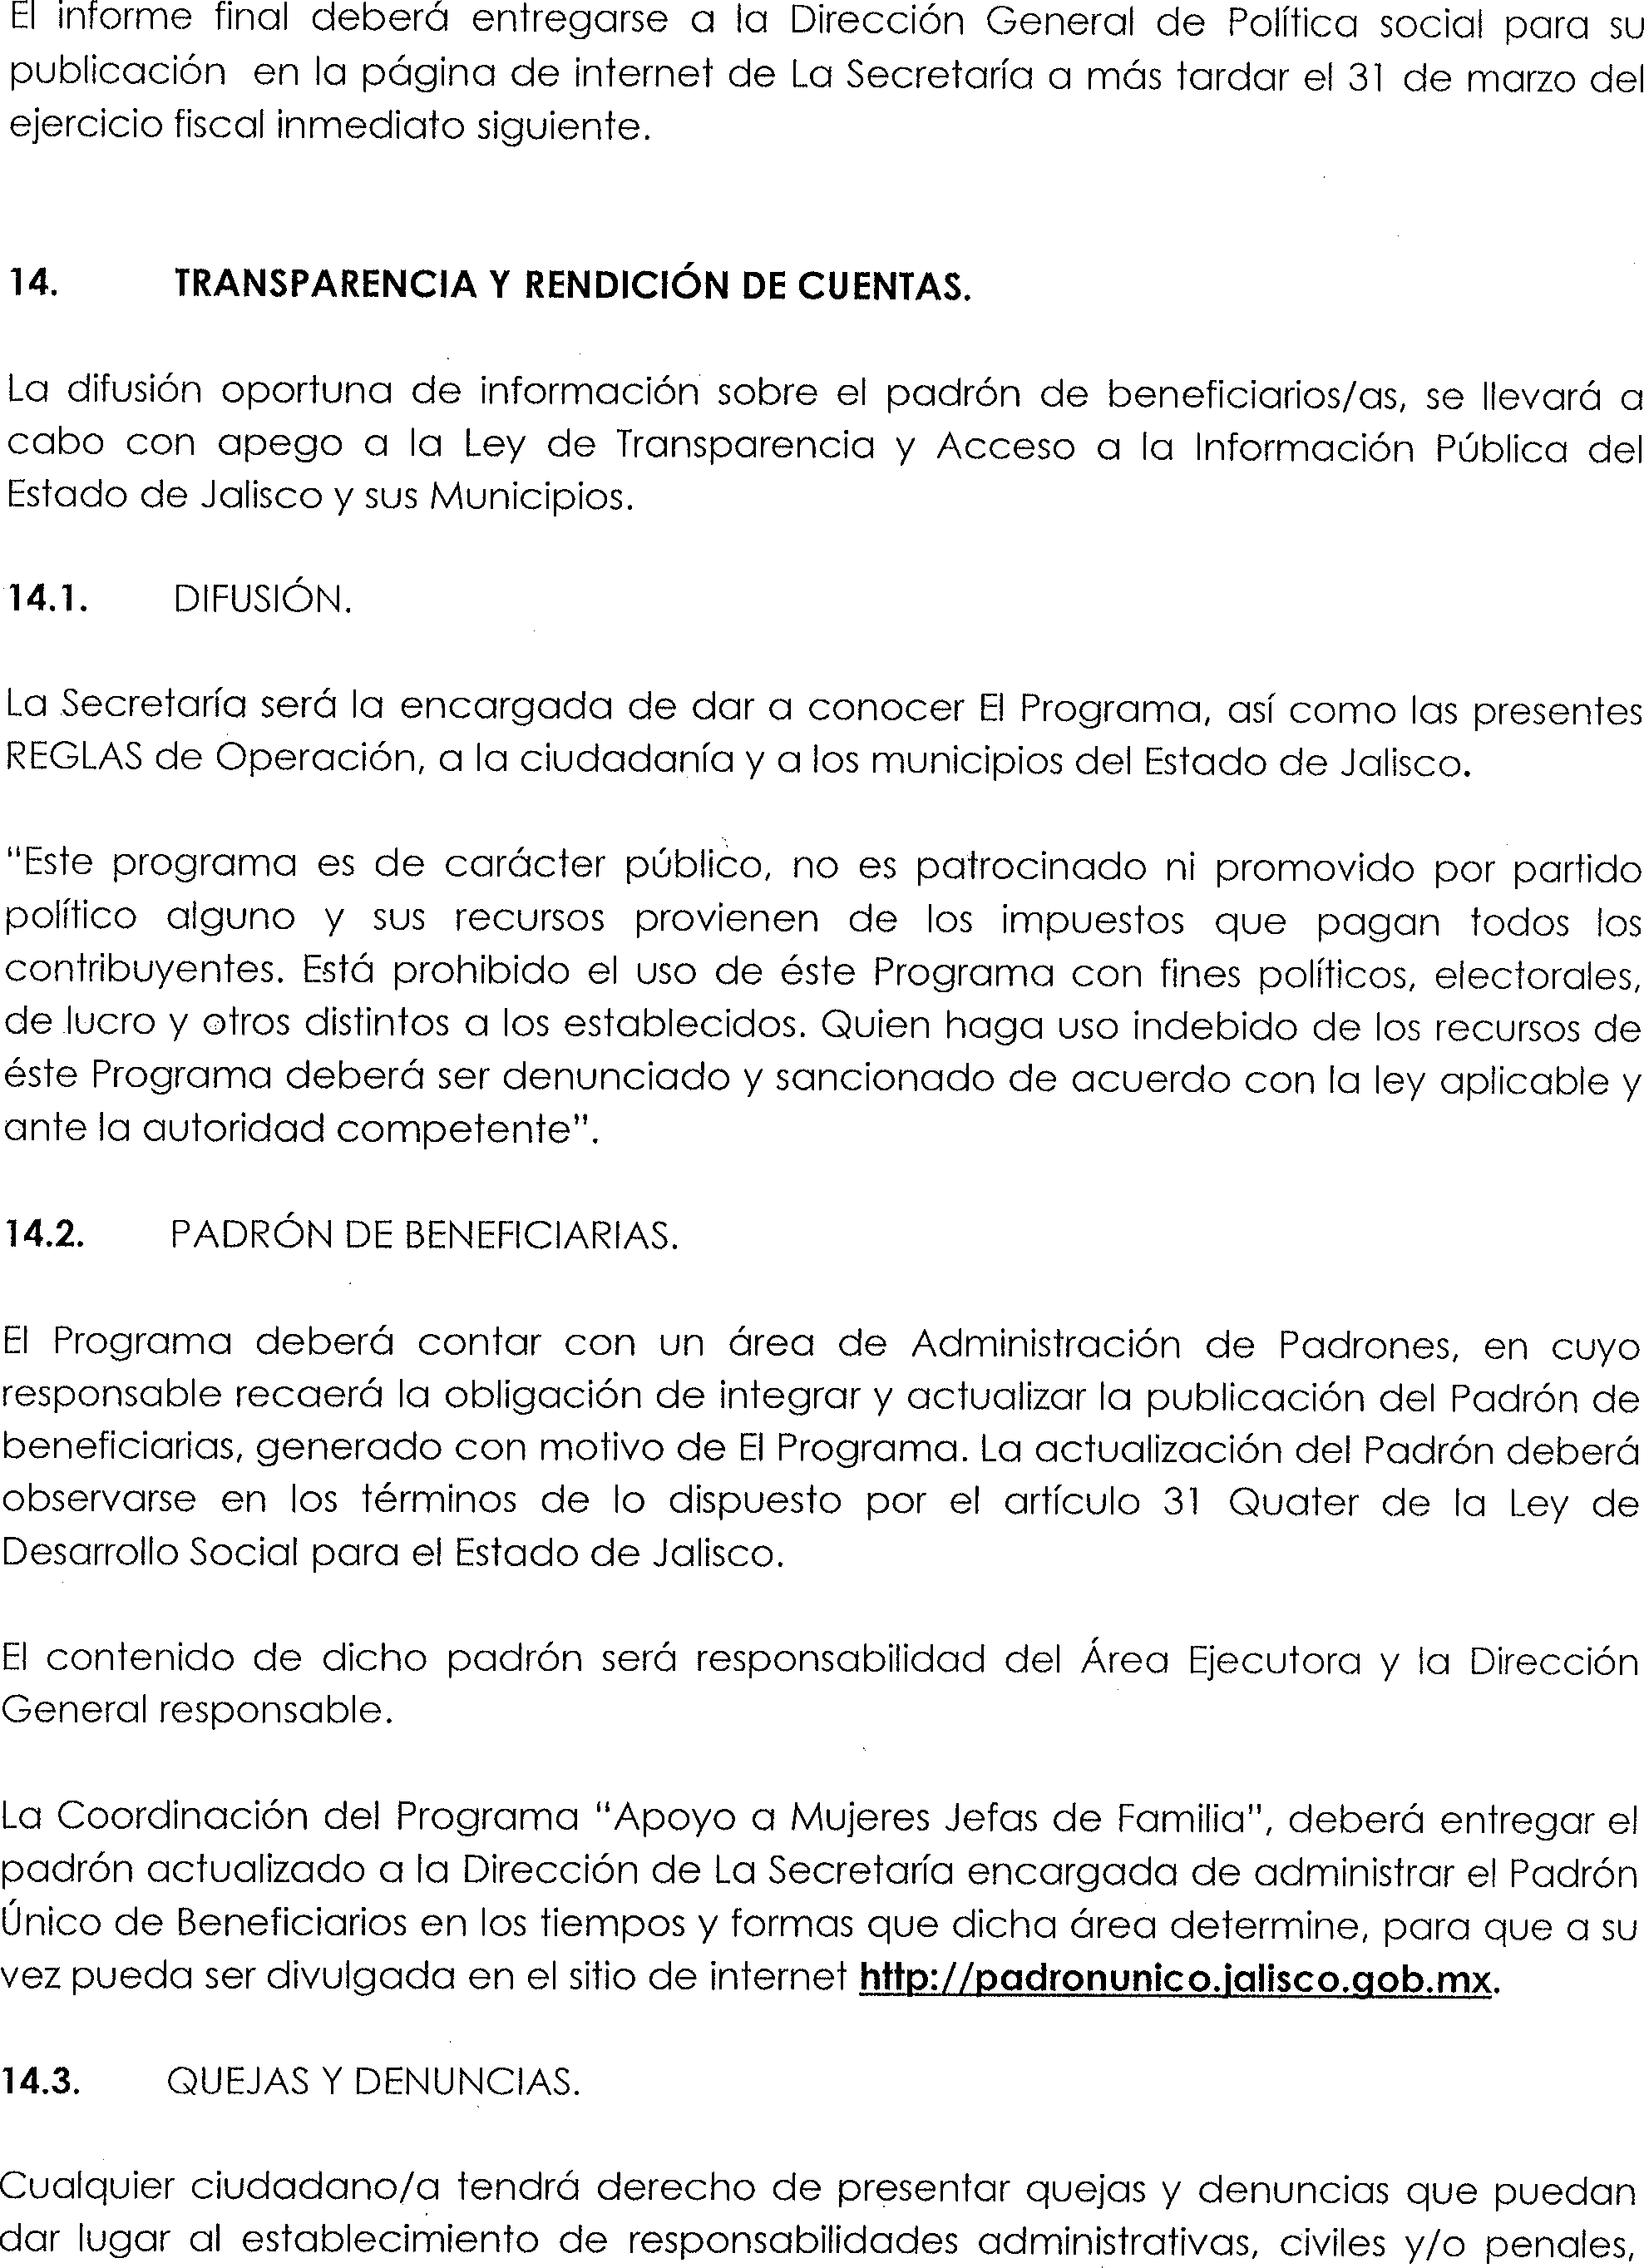 El informe final deberá entregarse a la Dirección General de Política social para su
publicación en la página de internet de La Secretaría a más tardar el 31 de marzo del
ejercicio fiscal inmediato siguiente.
14. TRANSPARENCIA Y RENDICIÓN DE CUENTAS.
La difusión oportuna de información sobre el padrón de beneficiarios/as, se llevará a
cabo con apego a la Ley de Transparencia y Acceso a la Información Pública del
Estado de Jalisco y sus Municipios.
14.1. DIFUSIÓN.
La Secretaría será la encargada de dar a conocer El Programa, así como las presentes
REGLAS de Operación, a la ciudadanía y a los municipios del Estado de Jalisco.
"Este programa es de carácter público, no es patrocinado ni promovido por partido
político alguno y sus recursos provienen de los impuestos que pagan todos los
contribuyentes. Está prohibido el uso de éste Programa con fines políticos, electorales,
de lucro y otros distintos a los establecidos. Quien haga uso indebido de los recursos de
éste Programa deberá ser denunciado y sancionado de acuerdo con la ley aplicable y
ante la autoridad competente".
14.2. PADRÓN DE BENEFICIARIAS.
El Programa deberá contar con un área de Administración de Padrones, en cuyo
responsable recaerá la obligación de integrar y actualizar la publicación del Padrón de
beneficiarias, generado con motivo de El Programa. La actualización del Padrón deberá
observarse en los términos de lo dispuesto por el artículo 31 Quater de la Ley de
Desarrollo Social para el Estado de Jalisco.
El contenido de dicho padrón será responsabilidad del Área Ejecutora y la Dirección
General responsable.
La Coordinación del Programa "Apoyo a Mujeres Jefas de Familia", deberá entregar el
padrón actualizado a la Dirección de La Secretaría encargada de administrar el Padrón
Único de Beneficiarios en los tiempos y formas que dicha área determine, para que a su
vez pueda ser divulgada en el sitio de internet http://padronunico.jalisco.gob.mx.
14.3. QUEJAS Y DENUNCIAS.
Cualquier ciudadano/a tendrá derecho de presentar quejas y denuncias que puedan
dar lugar al establecimiento de responsabilidades administrativas, civiles y/o penales,